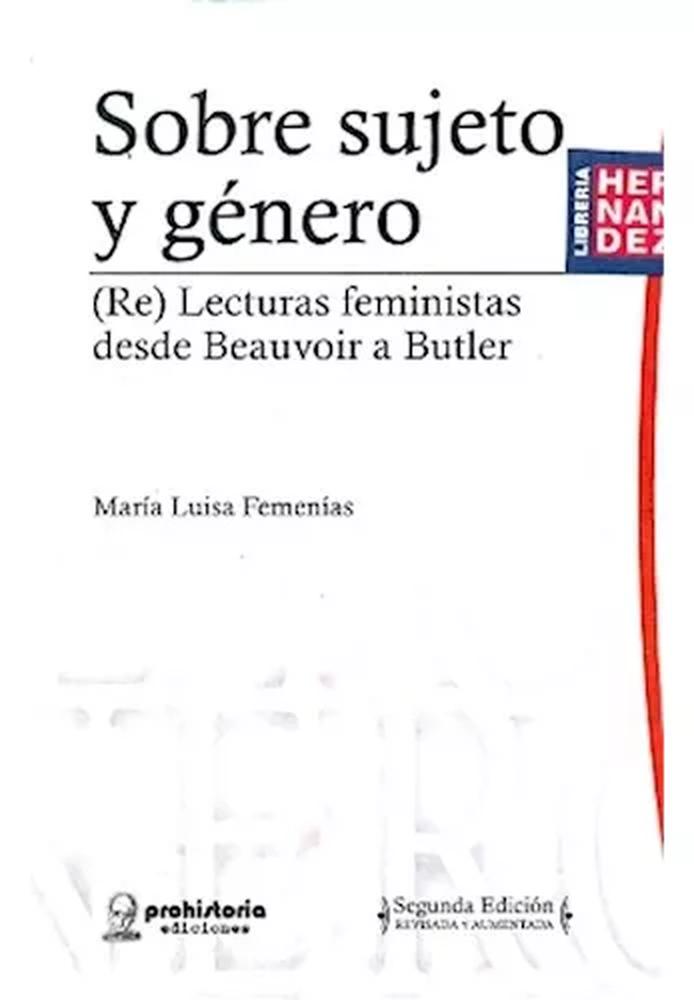 Sobre sujeto
y género
LIBRERIA
HER
NAN
DEZ
(Re) Lecturas feministas
desde Beauvoir a Butler
María Luisa Femenías
prohistoria
ediciones
Segunda Edición
REVISADA Y AUMENTADA